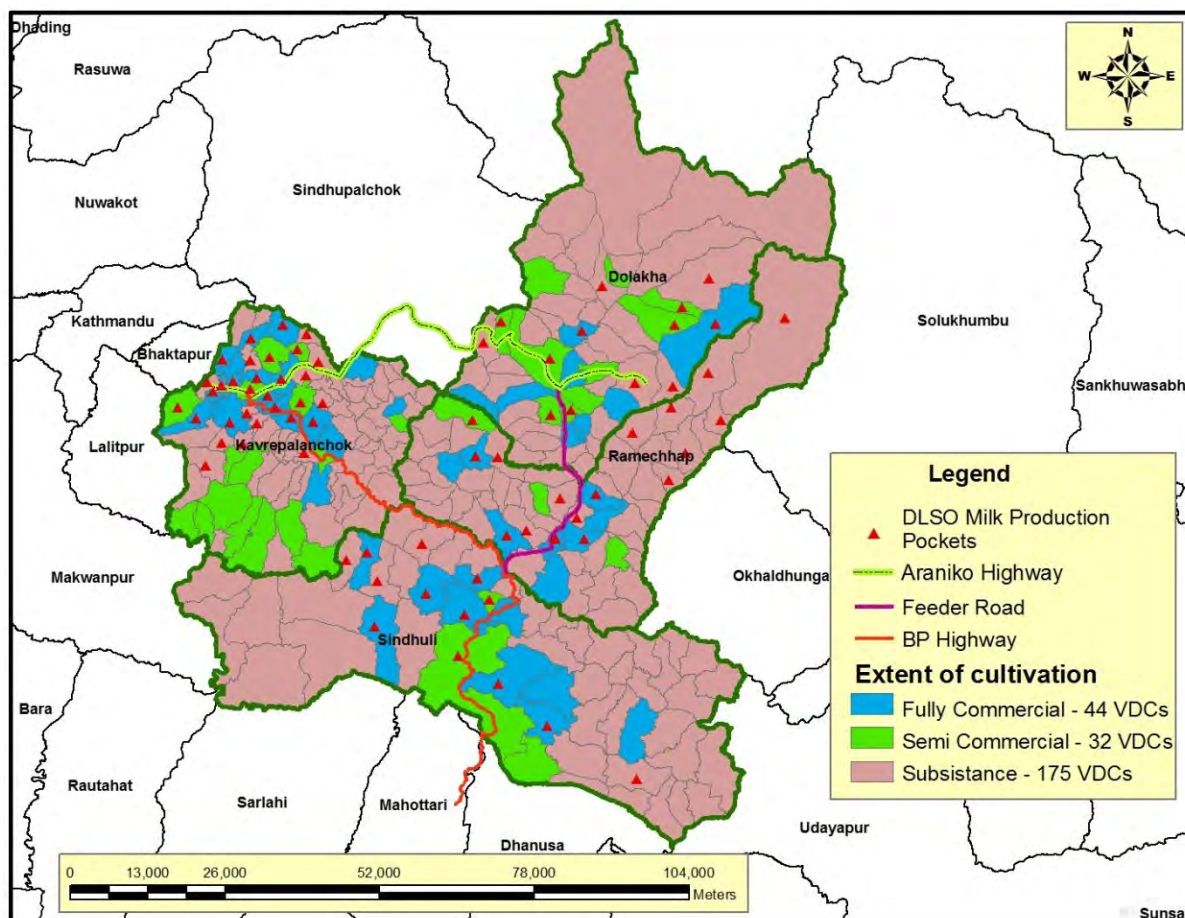 Dhading
Rasuwa
N
W E
S
Sindhupalchok
Nuwakot
Dolakha
Kathmandu
Solukhumbu
Bhaktapur
Sankhuwasabh
Lalitpur
Kavrepalanchok
Ramechhap
Legend
DLSO Milk Production
Pockets
Araniko Highway
Feeder Road
BP Highway
Makwanpur
Okhaldhunga
Sindhuli
Extent of cultivation
Fully Commercial - 44 VDCs
Semi Commercial - 32 VDCs
Subsistance - 175 VDCs
Bara
Rautahat
Sarlahi
Mahottari
Dhanusa
Udayapur
0 13,000 26,000 52,000 78,000 104,000
Meters
Sunsa